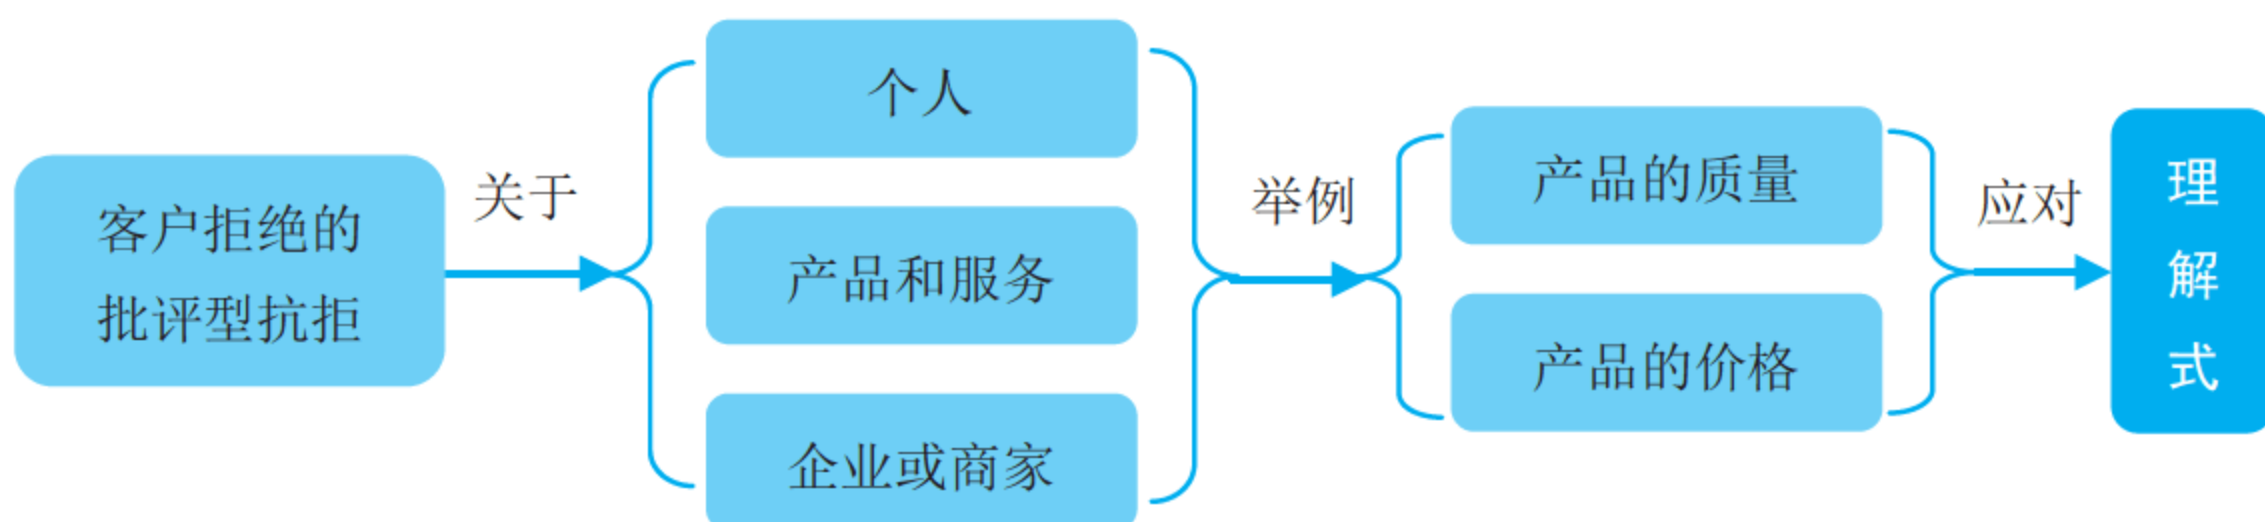 客户拒绝的
批评型抗拒
关于
个人
产品和服务
企业或商家
举例
产品的质量
产品的价格
应对
理
解
式